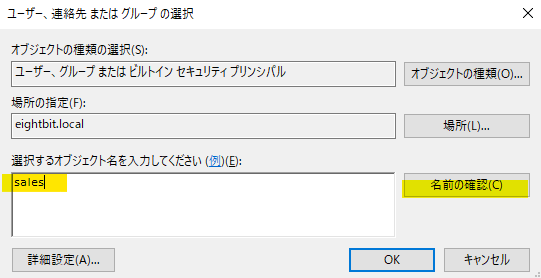 ユーザー、連絡先 または グループ の選択
オブジェクトの種類の選択(S):
ユーザー、グループ または ビルトイン セキュリティ プリンシパル
オブジェクトの種類(O)...
場所の指定(F):
eightbit.local
場所(L)...
選択するオブジェクト名を入力してください (例)(E):
sales
名前の確認(C)
詳細設定(A)...
OK
キャンセル